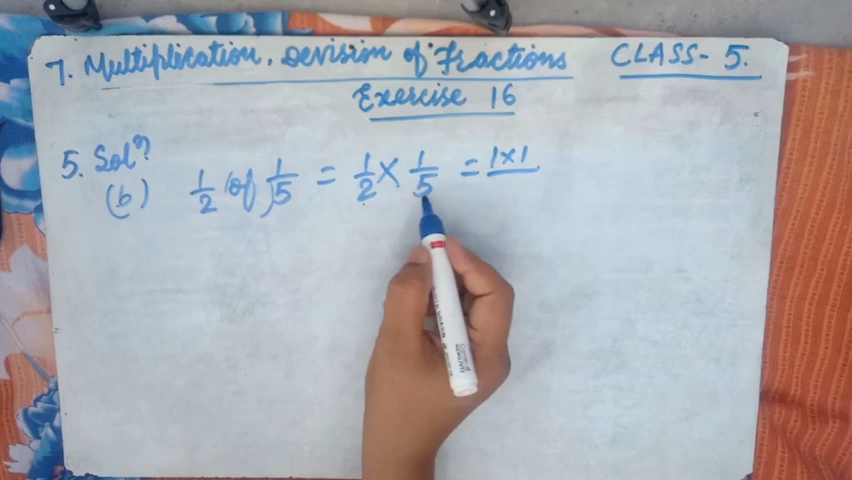 7. Multiplication, Devision of Fractions CLASS- 5.
Exercise 16
5. Solⁿ
(b) 1/2 of 1/5 = 1/2 × 1/5 = 1×1